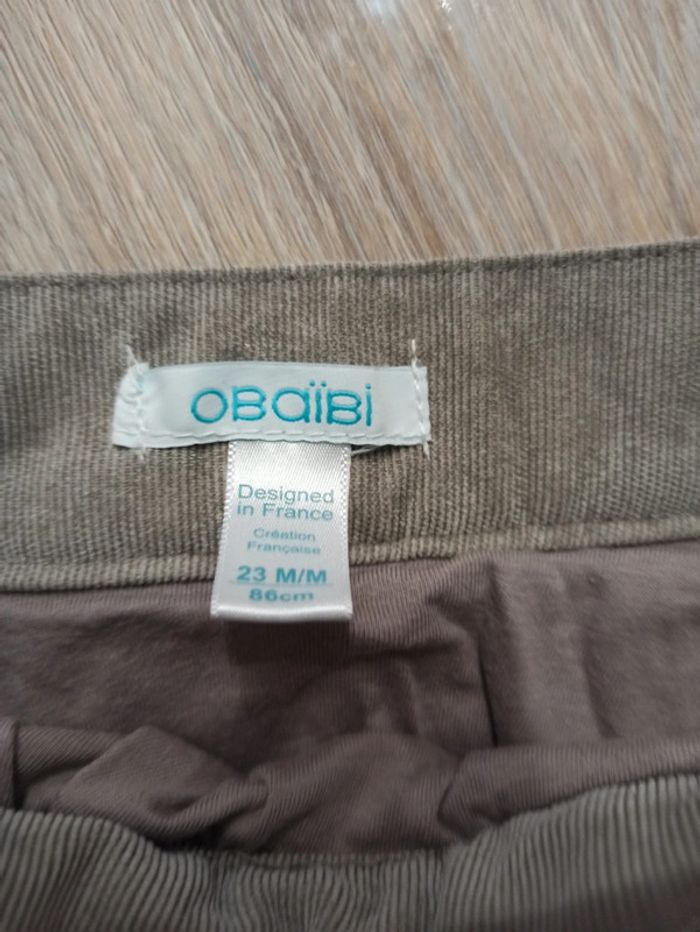 OBaïBi
Designed
in France
Création
Française
23 M/M
86cm